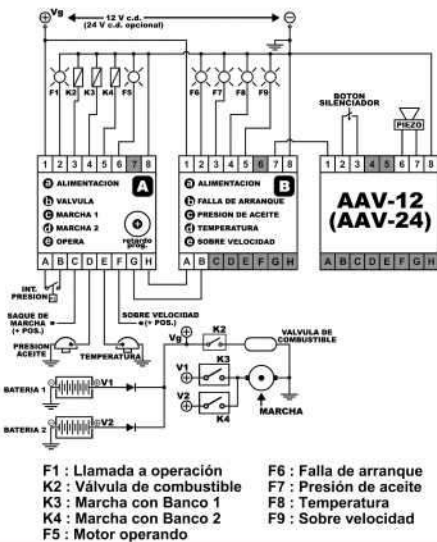 Vg 12 V c.d.
(24 V c.d. opcional)
F1 K2 K3 K4 F5 F6 F7 F8 F9
BOTON
SILENCIADOR
PIEZO
1 2 3 4 5 6 7 8
1 2 3 4 5 6 7 8
1 2 3 4 5 6 7 8
a ALIMENTACION
A
b VALVULA
c MARCHA 1
d MARCHA 2
e OPERA
retardo
prog.
a ALIMENTACION
B
b FALLA DE ARRANQUE
c PRESION DE ACEITE
d TEMPERATURA
e SOBRE VELOCIDAD
AAV-12
(AAV-24)
A B C D E F G H
A B C D E F G H
A B C D E F G H
INT.
PRESION
SAQUE DE
MARCHA
(+ POS.)
SOBRE VELOCIDAD
(+ POS.)
PRESION
ACEITE
TEMPERATURA
Vg
K2
VALVULA DE
COMBUSTIBLE
V1
K3
V2
K4
MARCHA
BATERIA 1
V1
BATERIA 2
V2
F1 : Llamada a operación
K2 : Válvula de combustible
K3 : Marcha con Banco 1
K4 : Marcha con Banco 2
F5 : Motor operando
F6 : Falla de arranque
F7 : Presión de aceite
F8 : Temperatura
F9 : Sobre velocidad